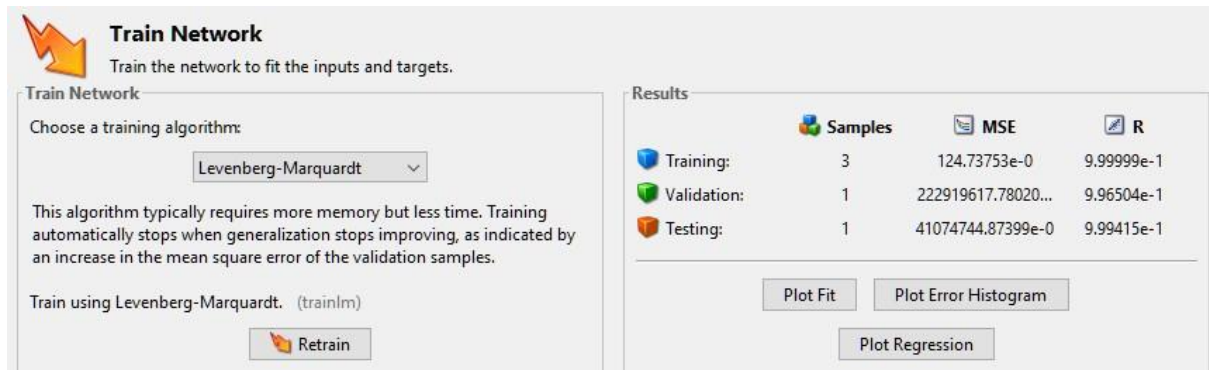 Train Network
Train the network to fit the inputs and targets.
Train Network
Choose a training algorithm:
Levenberg-Marquardt
This algorithm typically requires more memory but less time. Training
automatically stops when generalization stops improving, as indicated by
an increase in the mean square error of the validation samples.
Train using Levenberg-Marquardt. (trainlm)
Retrain
Results
Samples MSE R
Training: 3 124.73753e-0 9.99999e-1
Validation: 1 222919617.78020... 9.96504e-1
Testing: 1 41074744.87399e-0 9.99415e-1
Plot Fit Plot Error Histogram
Plot Regression